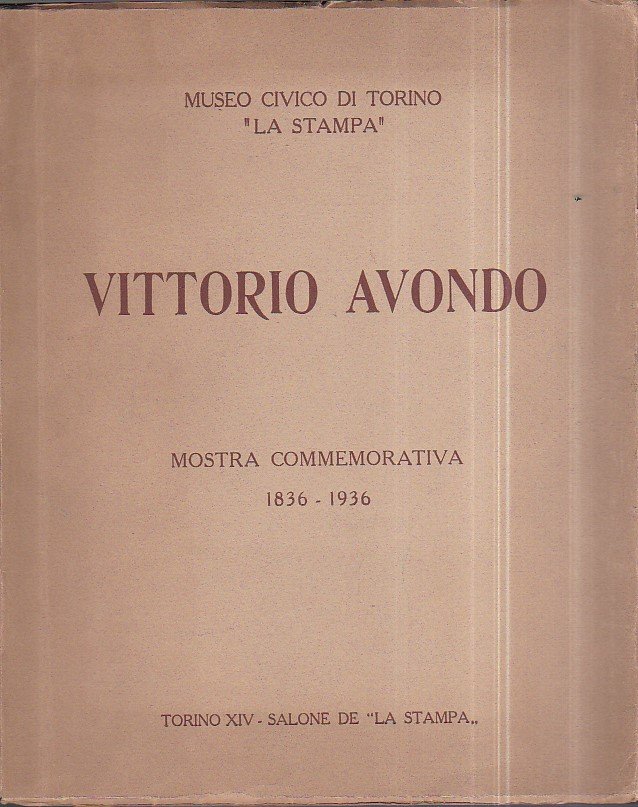 MUSEO CIVICO DI TORINO
"LA STAMPA"
VITTORIO AVONDO
MOSTRA COMMEMORATIVA
1836 - 1936
TORINO XIV - SALONE DE “LA STAMPA„